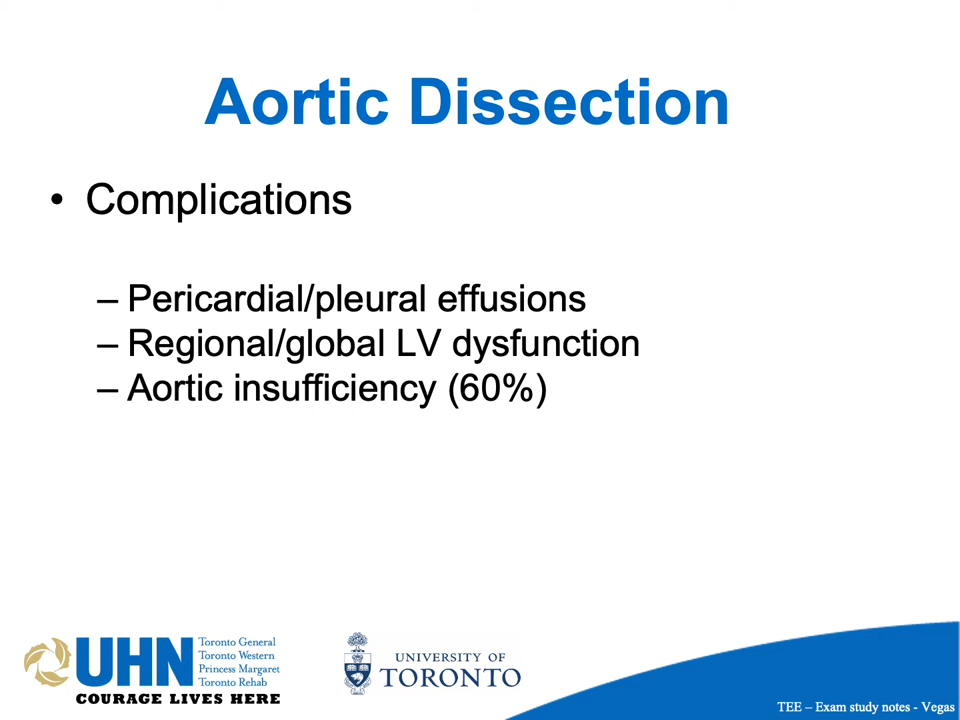 Aortic Dissection
• Complications
– Pericardial/pleural effusions
– Regional/global LV dysfunction
– Aortic insufficiency (60%)
UHN
Toronto General
Toronto Western
Princess Margaret
Toronto Rehab
COURAGE LIVES HERE
UNIVERSITY OF
TORONTO
TEE – Exam study notes - Vegas